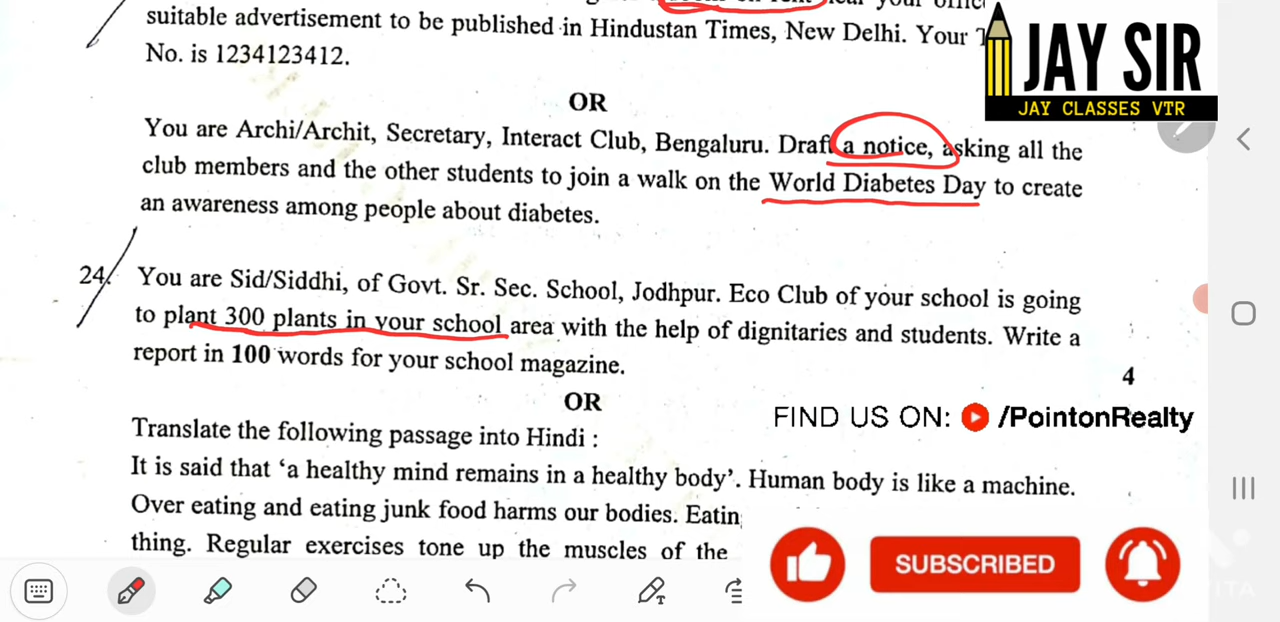 suitable advertisement to be published in Hindustan Times, New Delhi. Your
No. is 1234123412.
JAY SIR
JAY CLASSES VTR
OR
You are Archi/Archit, Secretary, Interact Club, Bengaluru. Draft a notice, asking all the
club members and the other students to join a walk on the World Diabetes Day to create
an awareness among people about diabetes.
24. You are Sid/Siddhi, of Govt. Sr. Sec. School, Jodhpur. Eco Club of your school is going
to plant 300 plants in your school area with the help of dignitaries and students. Write a
report in 100 words for your school magazine.
4
OR
FIND US ON: /PointonRealty
Translate the following passage into Hindi :
It is said that ‘a healthy mind remains in a healthy body’. Human body is like a machine.
Over eating and eating junk food harms our bodies. Eatin
thing. Regular exercises tone up the muscles of the
SUBSCRIBED